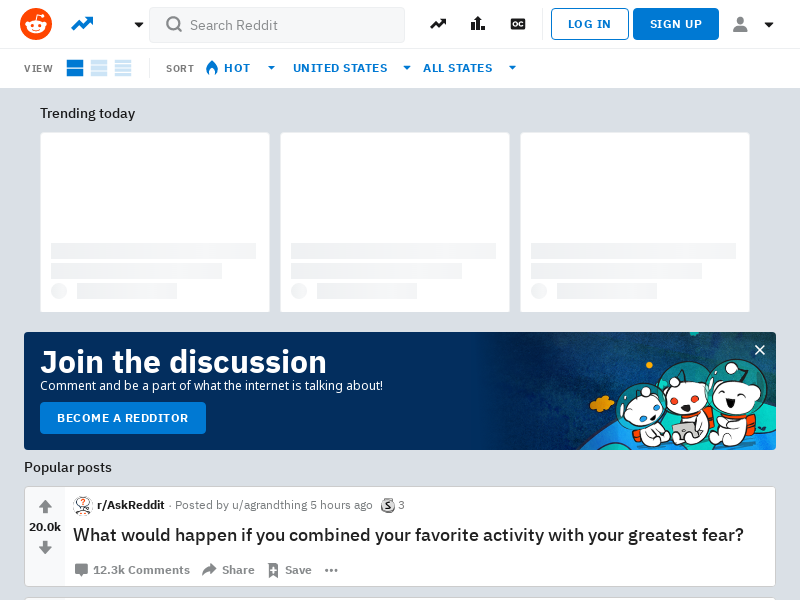 Search Reddit
OC
LOG IN
SIGN UP
VIEW
SORT
HOT
UNITED STATES
ALL STATES
Trending today
Join the discussion
Comment and be a part of what the internet is talking about!
BECOME A REDDITOR
Popular posts
r/AskReddit · Posted by u/agrandthing 5 hours ago S 3
20.0k
What would happen if you combined your favorite activity with your greatest fear?
12.3k Comments Share Save